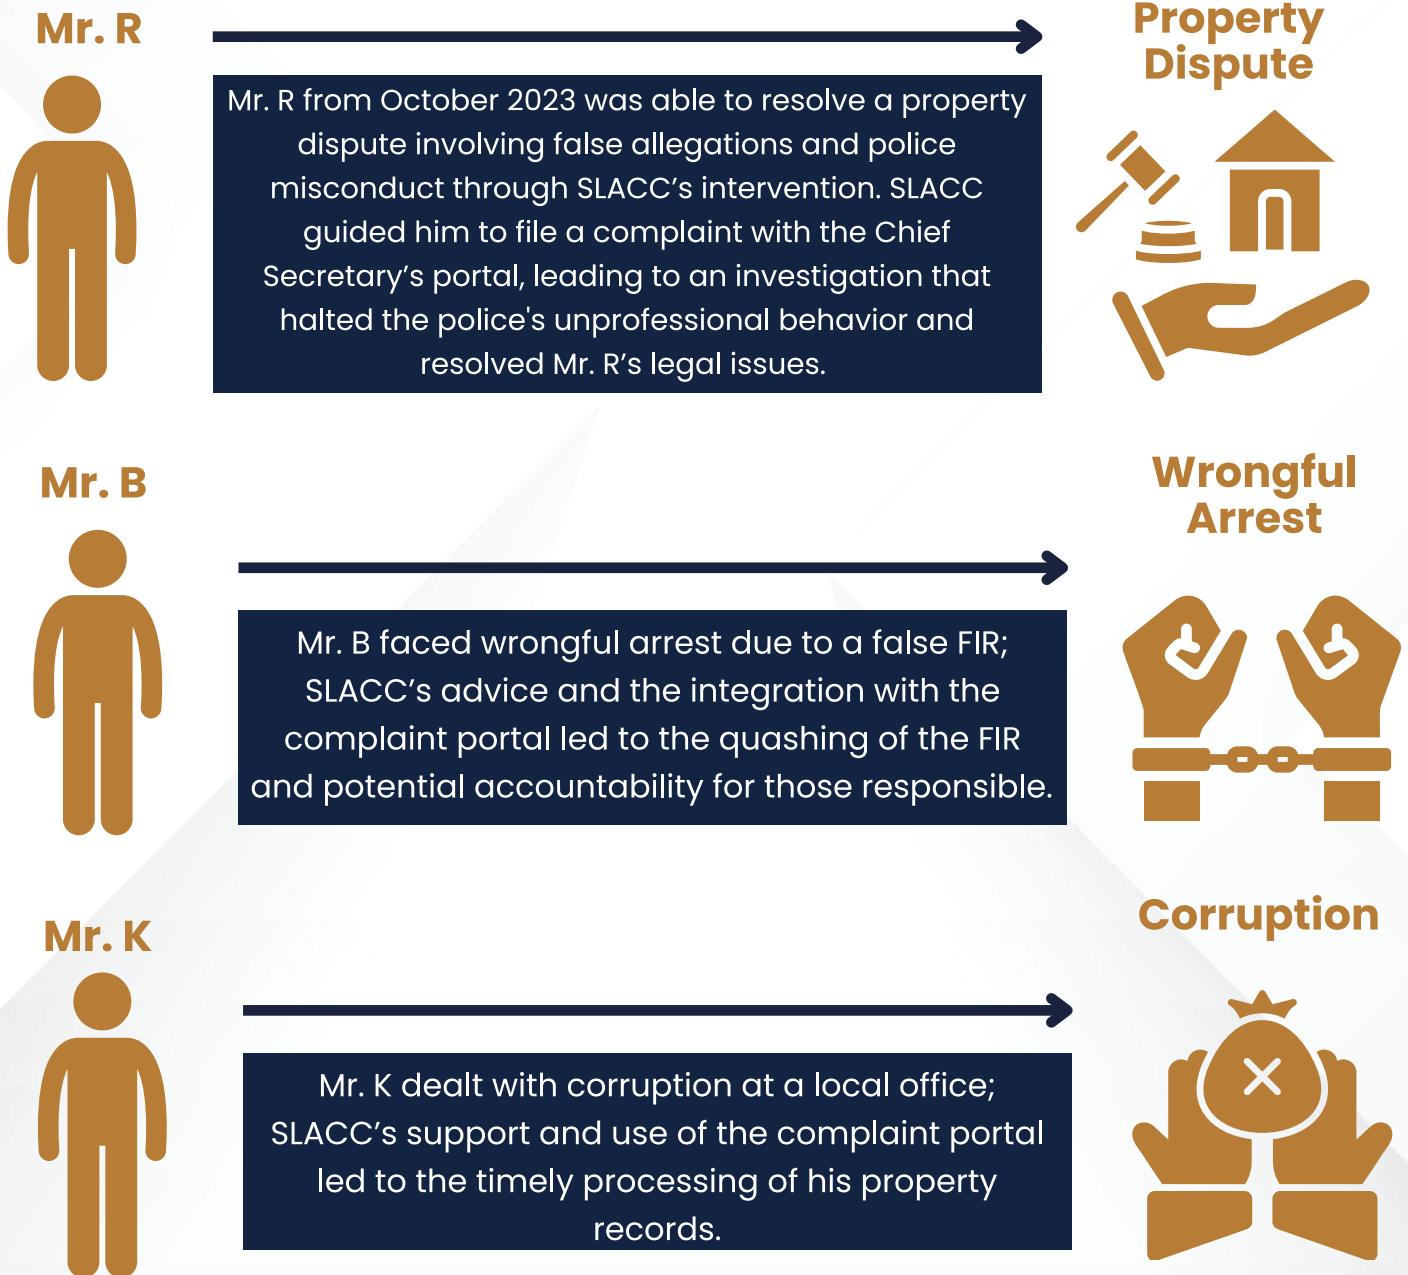 Mr. R
Property
Dispute
Mr. R from October 2023 was able to resolve a property
dispute involving false allegations and police
misconduct through SLACC’s intervention. SLACC
guided him to file a complaint with the Chief
Secretary’s portal, leading to an investigation that
halted the police's unprofessional behavior and
resolved Mr. R’s legal issues.
Mr. B
Wrongful
Arrest
Mr. B faced wrongful arrest due to a false FIR;
SLACC’s advice and the integration with the
complaint portal led to the quashing of the FIR
and potential accountability for those responsible.
Mr. K
Corruption
Mr. K dealt with corruption at a local office;
SLACC’s support and use of the complaint portal
led to the timely processing of his property
records.